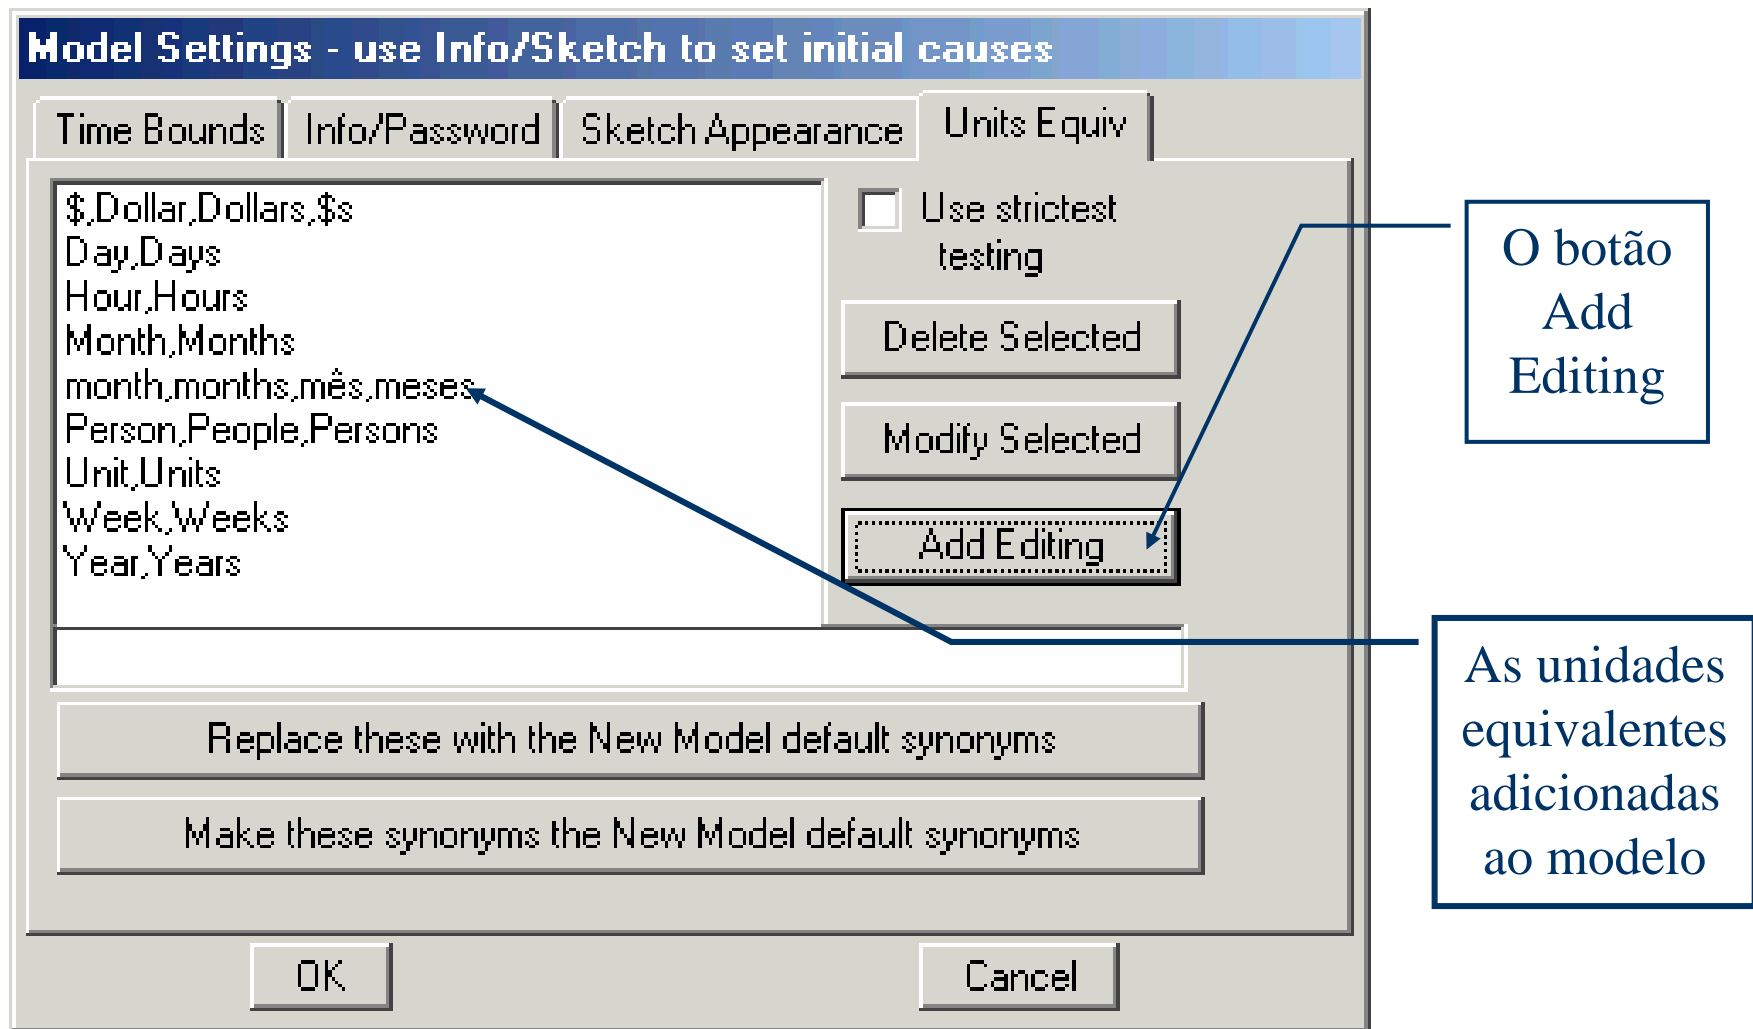 Model Settings - use Info/Sketch to set initial causes
Time Bounds
Info/Password
Sketch Appearance
Units Equiv
$,Dollar,Dollars,$s
Day,Days
Hour,Hours
Month,Months
month,months,mês,meses
Person,People,Persons
Unit,Units
Week,Weeks
Year,Years
Use strictest
testing
Delete Selected
Modify Selected
Add Editing
Replace these with the New Model default synonyms
Make these synonyms the New Model default synonyms
OK
Cancel
O botão
Add
Editing
As unidades
equivalentes
adicionadas
ao modelo